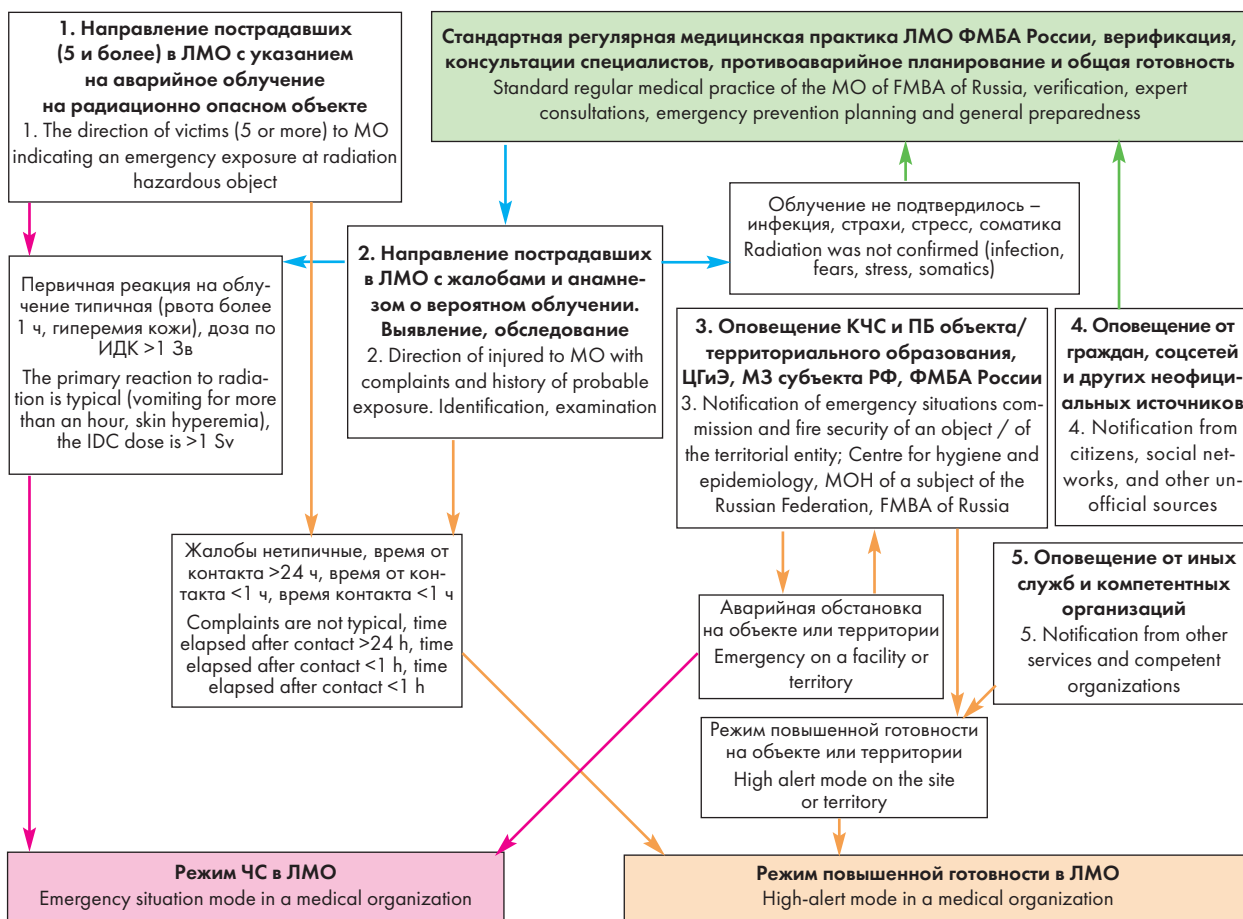 1. Направление пострадавших
(5 и более) в ЛМО с указанием
на аварийное облучение
на радиационно опасном объекте
1. The direction of victims (5 or more) to MO
indicating an emergency exposure at radiation
hazardous object
Стандартная регулярная медицинская практика ЛМО ФМБА России, верификация,
консультации специалистов, противоаварийное планирование и общая готовность
Standard regular medical practice of the MO of FMBA of Russia, verification, expert
consultations, emergency prevention planning and general preparedness
Облучение не подтвердилось –
инфекция, страхи, стресс, соматика
Radiation was not confirmed (infection,
fears, stress, somatics)
Первичная реакция на облу-
чение типичная (рвота более
1 ч, гиперемия кожи), доза по
ИДК >1 Зв
The primary reaction to radia-
tion is typical (vomiting for more
than an hour, skin hyperemia),
the IDC dose is >1 Sv
2. Направление пострадавших
в ЛМО с жалобами и анамне-
зом о вероятном облучении.
Выявление, обследование
2. Direction of injured to MO with
complaints and history of probable
exposure. Identification, examination
3. Оповещение КЧС и ПБ объекта/
территориального образования,
ЦГиЭ, МЗ субъекта РФ, ФМБА России
3. Notification of emergency situations com-
mission and fire security of an object / of
the territorial entity; Centre for hygiene and
epidemiology, MOH of a subject of the
Russian Federation, FMBA of Russia
4. Оповещение от
граждан, соцсетей
и других неофици-
альных источников
4. Notification from
citizens, social net-
works, and other un-
official sources
Жалобы нетипичные, время от
контакта >24 ч, время от кон-
такта <1 ч, время контакта <1 ч
Complaints are not typical, time
elapsed after contact >24 h, time
elapsed after contact <1 h, time
elapsed after contact <1 h
Аварийная обстановка
на объекте или территории
Emergency on a facility or
territory
5. Оповещение от иных
служб и компетентных
организаций
5. Notification from other
services and competent
organizations
Режим повышенной готовности
на объекте или территории
High alert mode on the site
or territory
Режим ЧС в ЛМО
Emergency situation mode in a medical organization
Режим повышенной готовности в ЛМО
High-alert mode in a medical organization